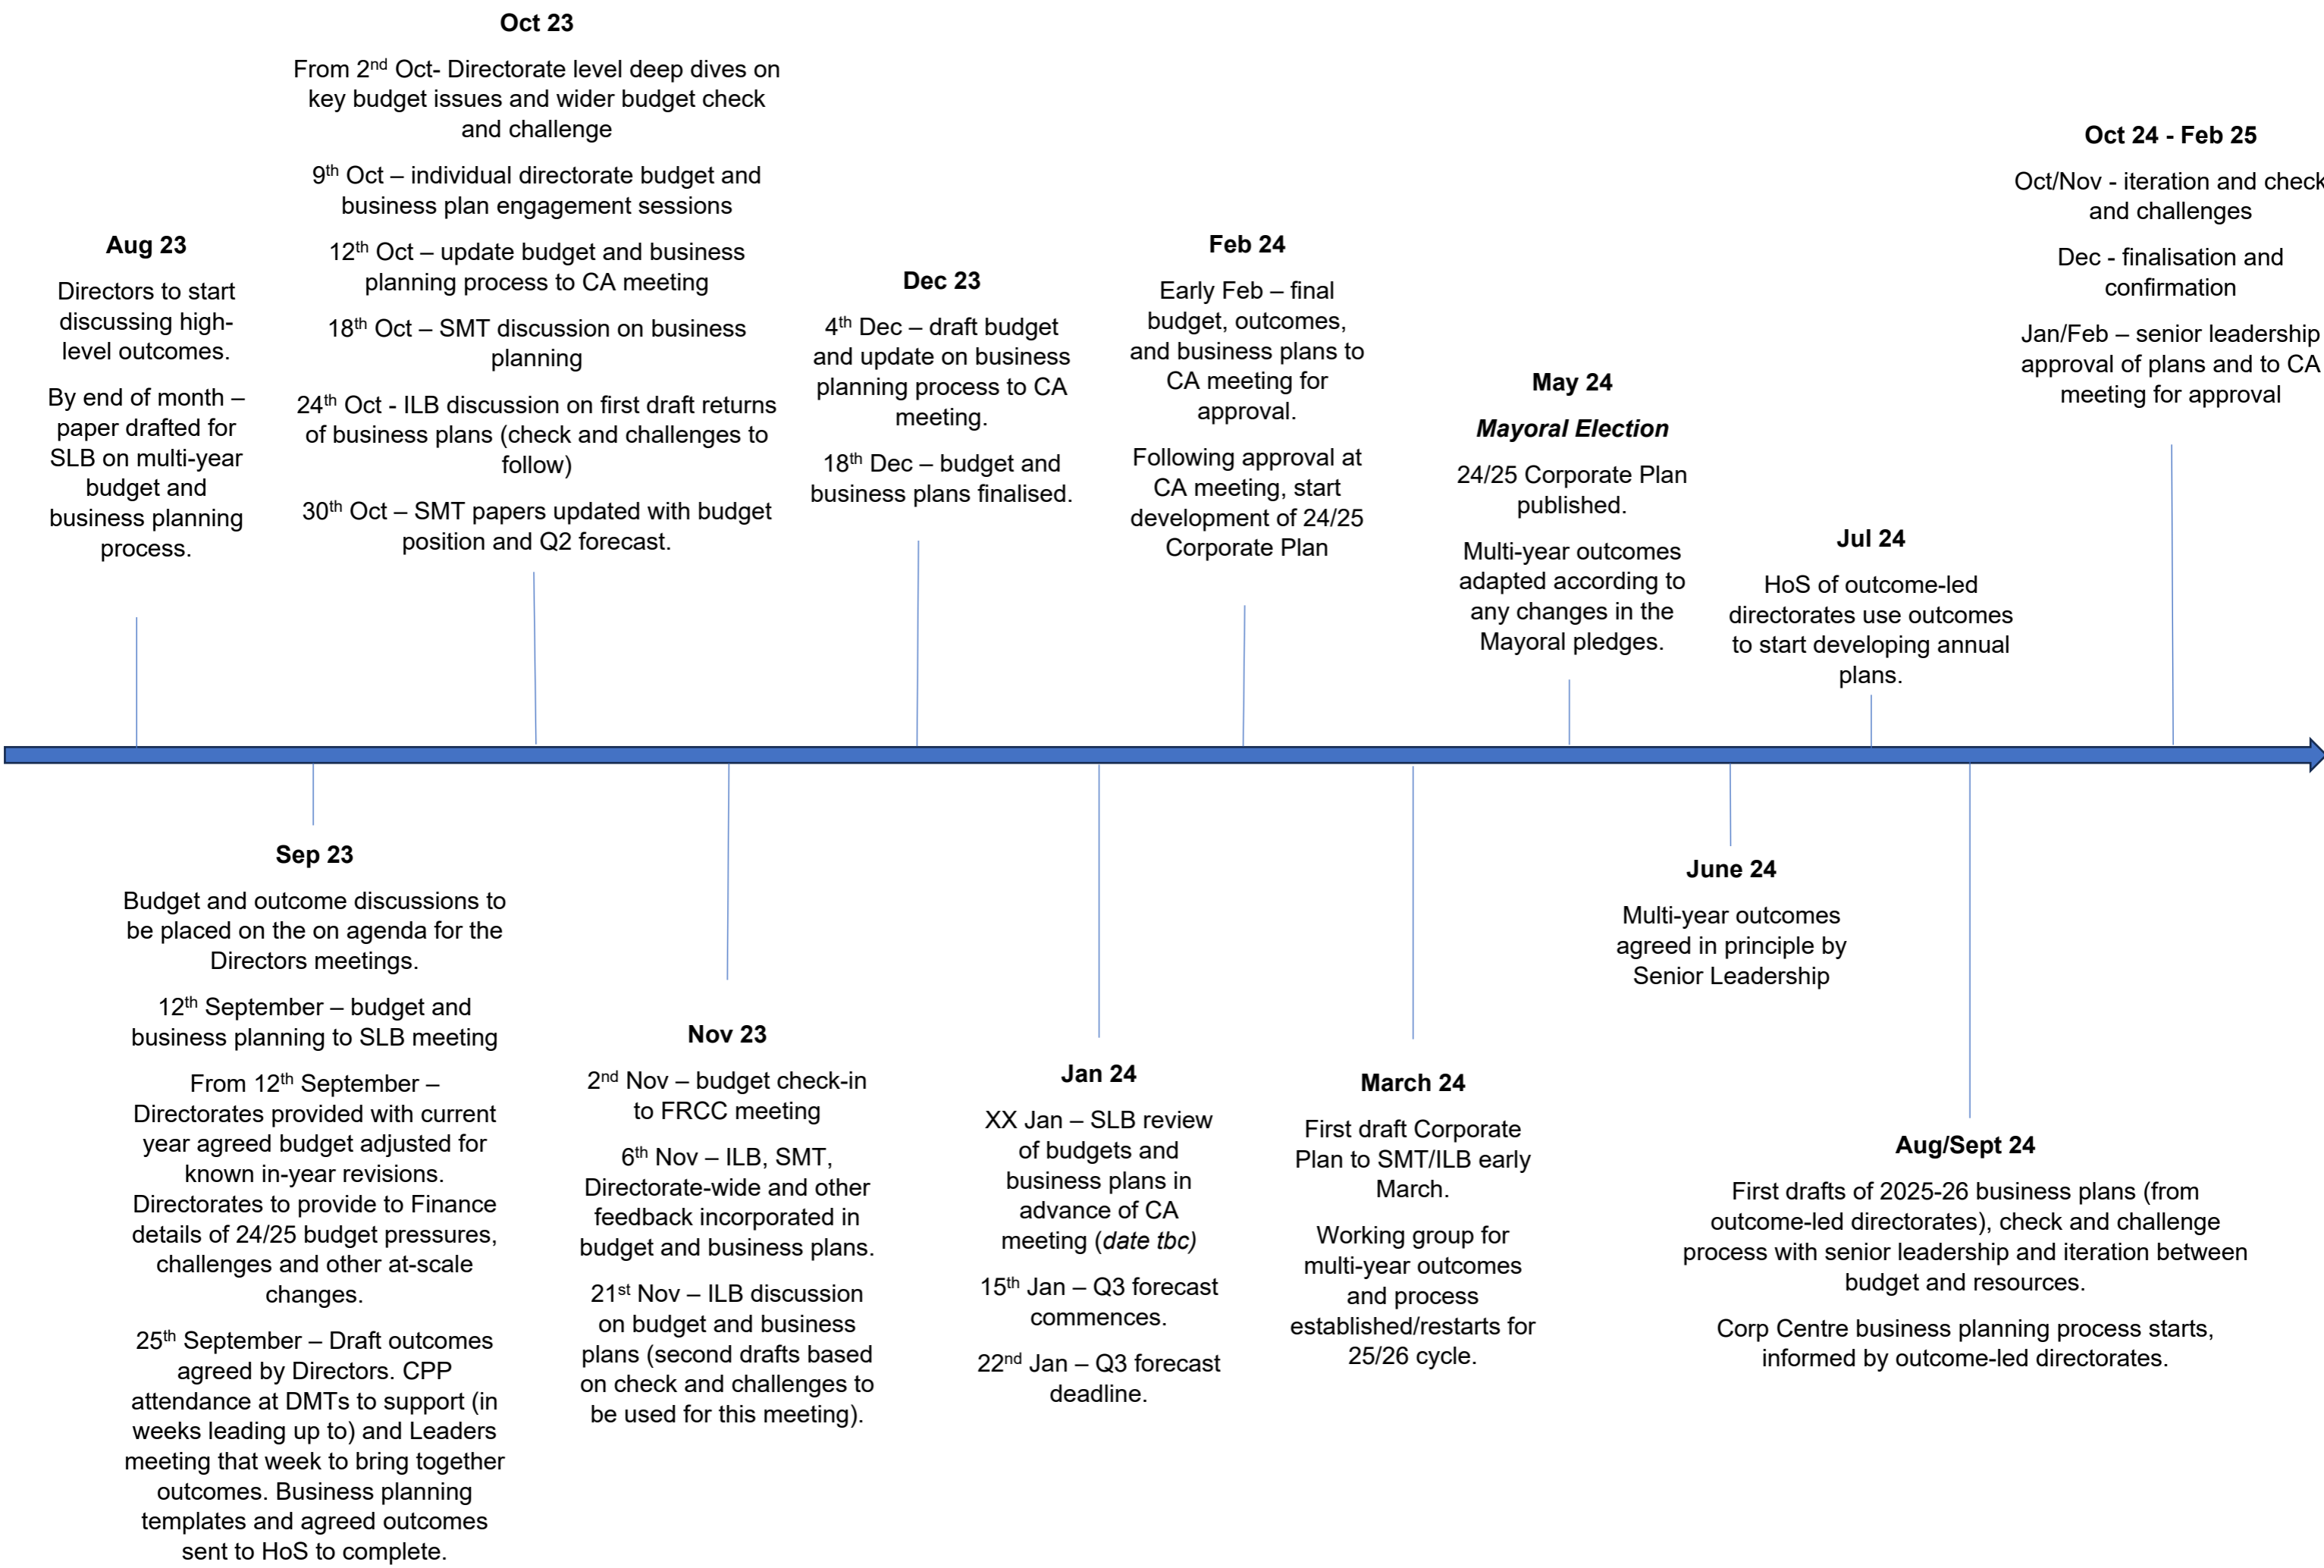 Oct 23
From 2nd Oct- Directorate level deep dives on
key budget issues and wider budget check
and challenge
9th Oct – individual directorate budget and
business plan engagement sessions
12th Oct – update budget and business
planning process to CA meeting
18th Oct – SMT discussion on business
planning
24th Oct - ILB discussion on first draft returns
of business plans (check and challenges to
follow)
30th Oct – SMT papers updated with budget
position and Q2 forecast.
Aug 23
Directors to start
discussing high-
level outcomes.
By end of month –
paper drafted for
SLB on multi-year
budget and
business planning
process.
Dec 23
4th Dec – draft budget
and update on business
planning process to CA
meeting.
18th Dec – budget and
business plans finalised.
Feb 24
Early Feb – final
budget, outcomes,
and business plans to
CA meeting for
approval.
Following approval at
CA meeting, start
development of 24/25
Corporate Plan
May 24
Mayoral Election
24/25 Corporate Plan
published.
Multi-year outcomes
adapted according to
any changes in the
Mayoral pledges.
Jul 24
HoS of outcome-led
directorates use outcomes
to start developing annual
plans.
Oct 24 - Feb 25
Oct/Nov - iteration and check
and challenges
Dec - finalisation and
confirmation
Jan/Feb – senior leadership
approval of plans and to CA
meeting for approval
Sep 23
Budget and outcome discussions to
be placed on the on agenda for the
Directors meetings.
12th September – budget and
business planning to SLB meeting
From 12th September –
Directorates provided with current
year agreed budget adjusted for
known in-year revisions.
Directorates to provide to Finance
details of 24/25 budget pressures,
challenges and other at-scale
changes.
25th September – Draft outcomes
agreed by Directors. CPP
attendance at DMTs to support (in
weeks leading up to) and Leaders
meeting that week to bring together
outcomes. Business planning
templates and agreed outcomes
sent to HoS to complete.
Nov 23
2nd Nov – budget check-in
to FRCC meeting
6th Nov – ILB, SMT,
Directorate-wide and other
feedback incorporated in
budget and business plans.
21st Nov – ILB discussion
on budget and business
plans (second drafts based
on check and challenges to
be used for this meeting).
Jan 24
XX Jan – SLB review
of budgets and
business plans in
advance of CA
meeting (date tbc)
15th Jan – Q3 forecast
commences.
22nd Jan – Q3 forecast
deadline.
March 24
First draft Corporate
Plan to SMT/ILB early
March.
Working group for
multi-year outcomes
and process
established/restarts for
25/26 cycle.
June 24
Multi-year outcomes
agreed in principle by
Senior Leadership
Aug/Sept 24
First drafts of 2025-26 business plans (from
outcome-led directorates), check and challenge
process with senior leadership and iteration between
budget and resources.
Corp Centre business planning process starts,
informed by outcome-led directorates.